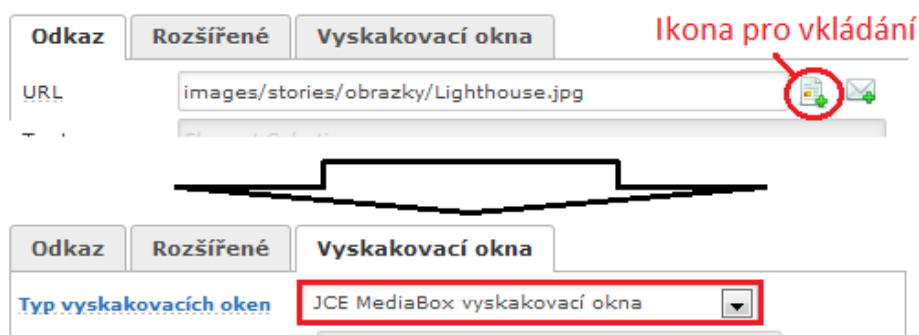 Ikona pro vkládání
Odkaz Rozšířené Vyskakovací okna
URL images/stories/obrazky/Lighthouse.jpg
Odkaz Rozšířené Vyskakovací okna
Typ vyskakovacích oken JCE MediaBox vyskakovací okna